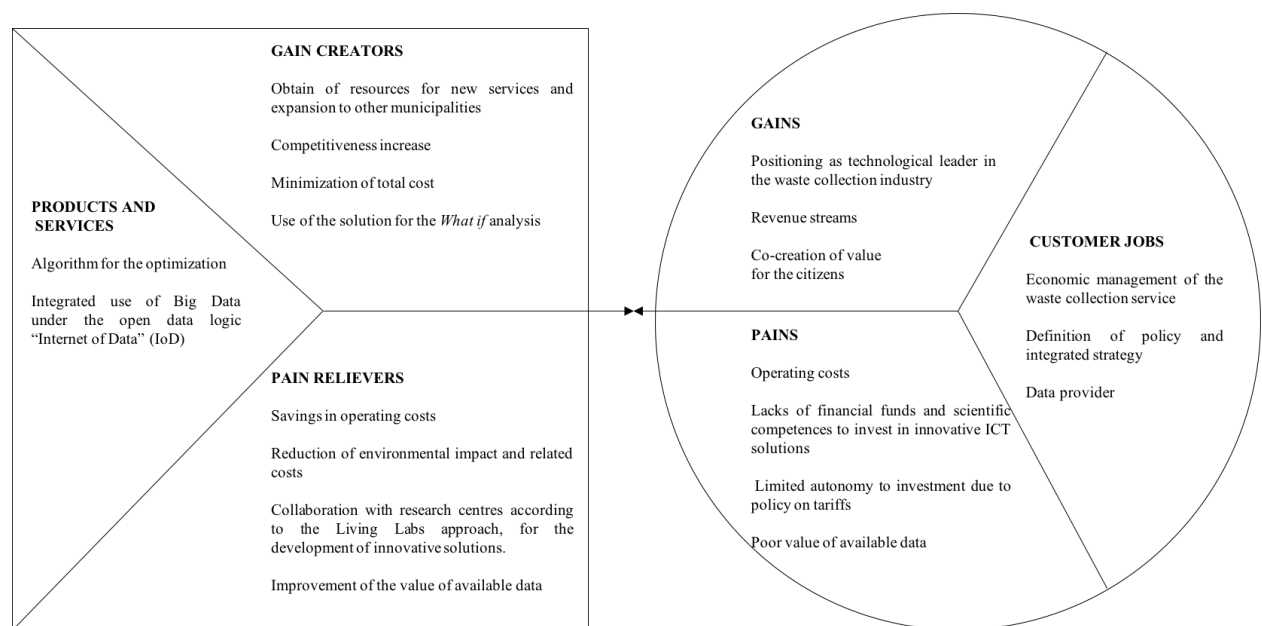 GAIN CREATORS
Obtain of resources for new services and
expansion to other municipalities
Competitiveness increase
Minimization of total cost
Use of the solution for the What if analysis
PRODUCTS AND
SERVICES
Algorithm for the optimization
Integrated use of Big Data
under the open data logic
“Internet of Data” (IoD)
PAIN RELIEVERS
Savings in operating costs
Reduction of environmental impact and related
costs
Collaboration with research centres according
to the Living Labs approach, for the
development of innovative solutions.
Improvement of the value of available data
GAINS
Positioning as technological leader in
the waste collection industry
Revenue streams
Co-creation of value
for the citizens
PAINS
Operating costs
Lacks of financial funds and scientific
competences to invest in innovative ICT
solutions
Limited autonomy to investment due to
policy on tariffs
Poor value of available data
CUSTOMER JOBS
Economic management of the
waste collection service
Definition of policy and
integrated strategy
Data provider